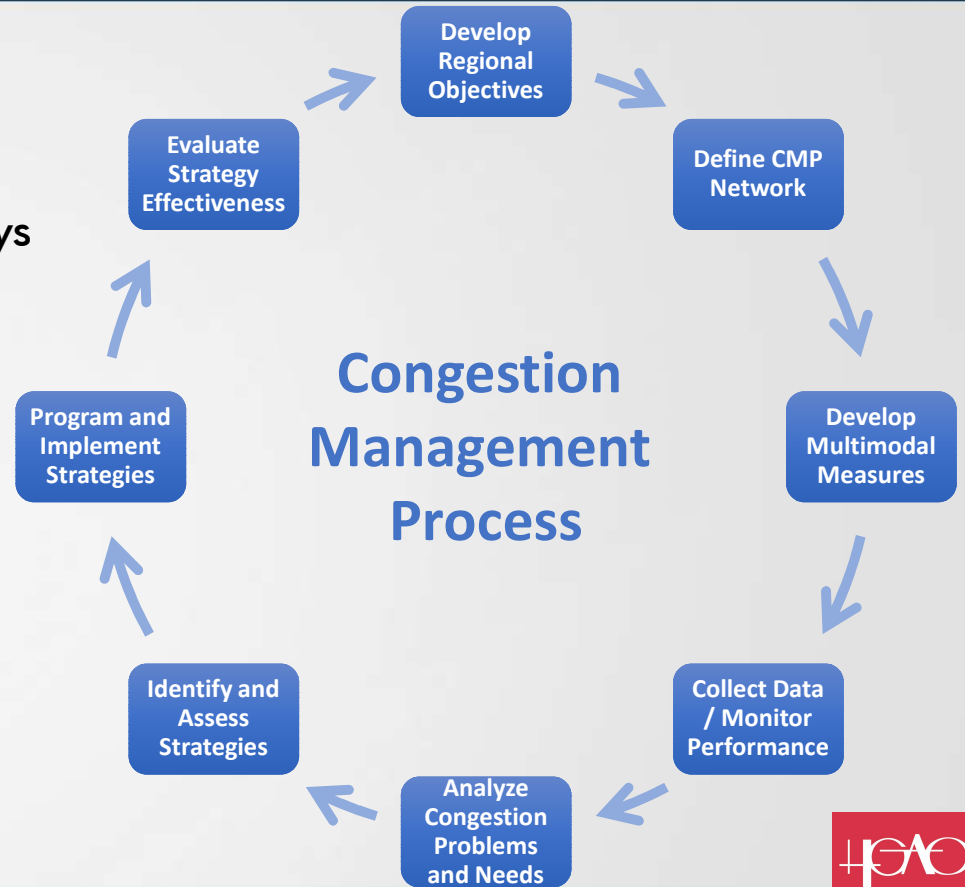 Develop
Regional
Objectives
Define CMP
Network
Develop
Multimodal
Measures
Collect Data
/ Monitor
Performance
Analyze
Congestion
Problems
and Needs
Identify and
Assess
Strategies
Program and
Implement
Strategies
Evaluate
Strategy
Effectiveness
ys
Congestion
Management
Process